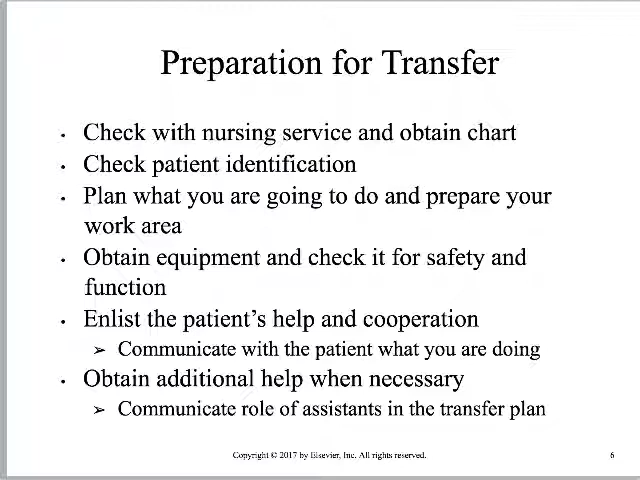 Preparation for Transfer
• Check with nursing service and obtain chart
• Check patient identification
• Plan what you are going to do and prepare your
work area
• Obtain equipment and check it for safety and
function
• Enlist the patient's help and cooperation
➢ Communicate with the patient what you are doing
• Obtain additional help when necessary
➢ Communicate role of assistants in the transfer plan
Copyright © 2017 by Elsevier, Inc. All rights reserved.
6